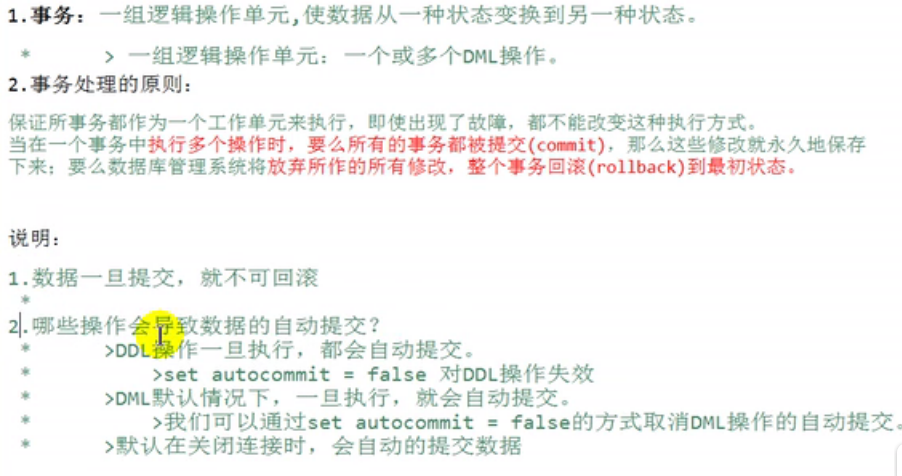 1.事务：一组逻辑操作单元,使数据从一种状态变换到另一种状态。
* > 一组逻辑操作单元：一个或多个DML操作。
2.事务处理的原则：
保证所事务都作为一个工作单元来执行，即使出现了故障，都不能改变这种执行方式。
当在一个事务中执行多个操作时，要么所有的事务都被提交(commit)，那么这些修改就永久地保存
下来；要么数据库管理系统将放弃所作的所有修改，整个事务回滚(rollback)到最初状态。
说明：
1.数据一旦提交，就不可回滚
*
2.哪些操作会导致数据的自动提交？
* >DDL操作一旦执行，都会自动提交。
* >set autocommit = false 对DDL操作失效
* >DML默认情况下，一旦执行，就会自动提交。
* >我们可以通过set autocommit = false的方式取消DML操作的自动提交。
* >默认在关闭连接时，会自动的提交数据